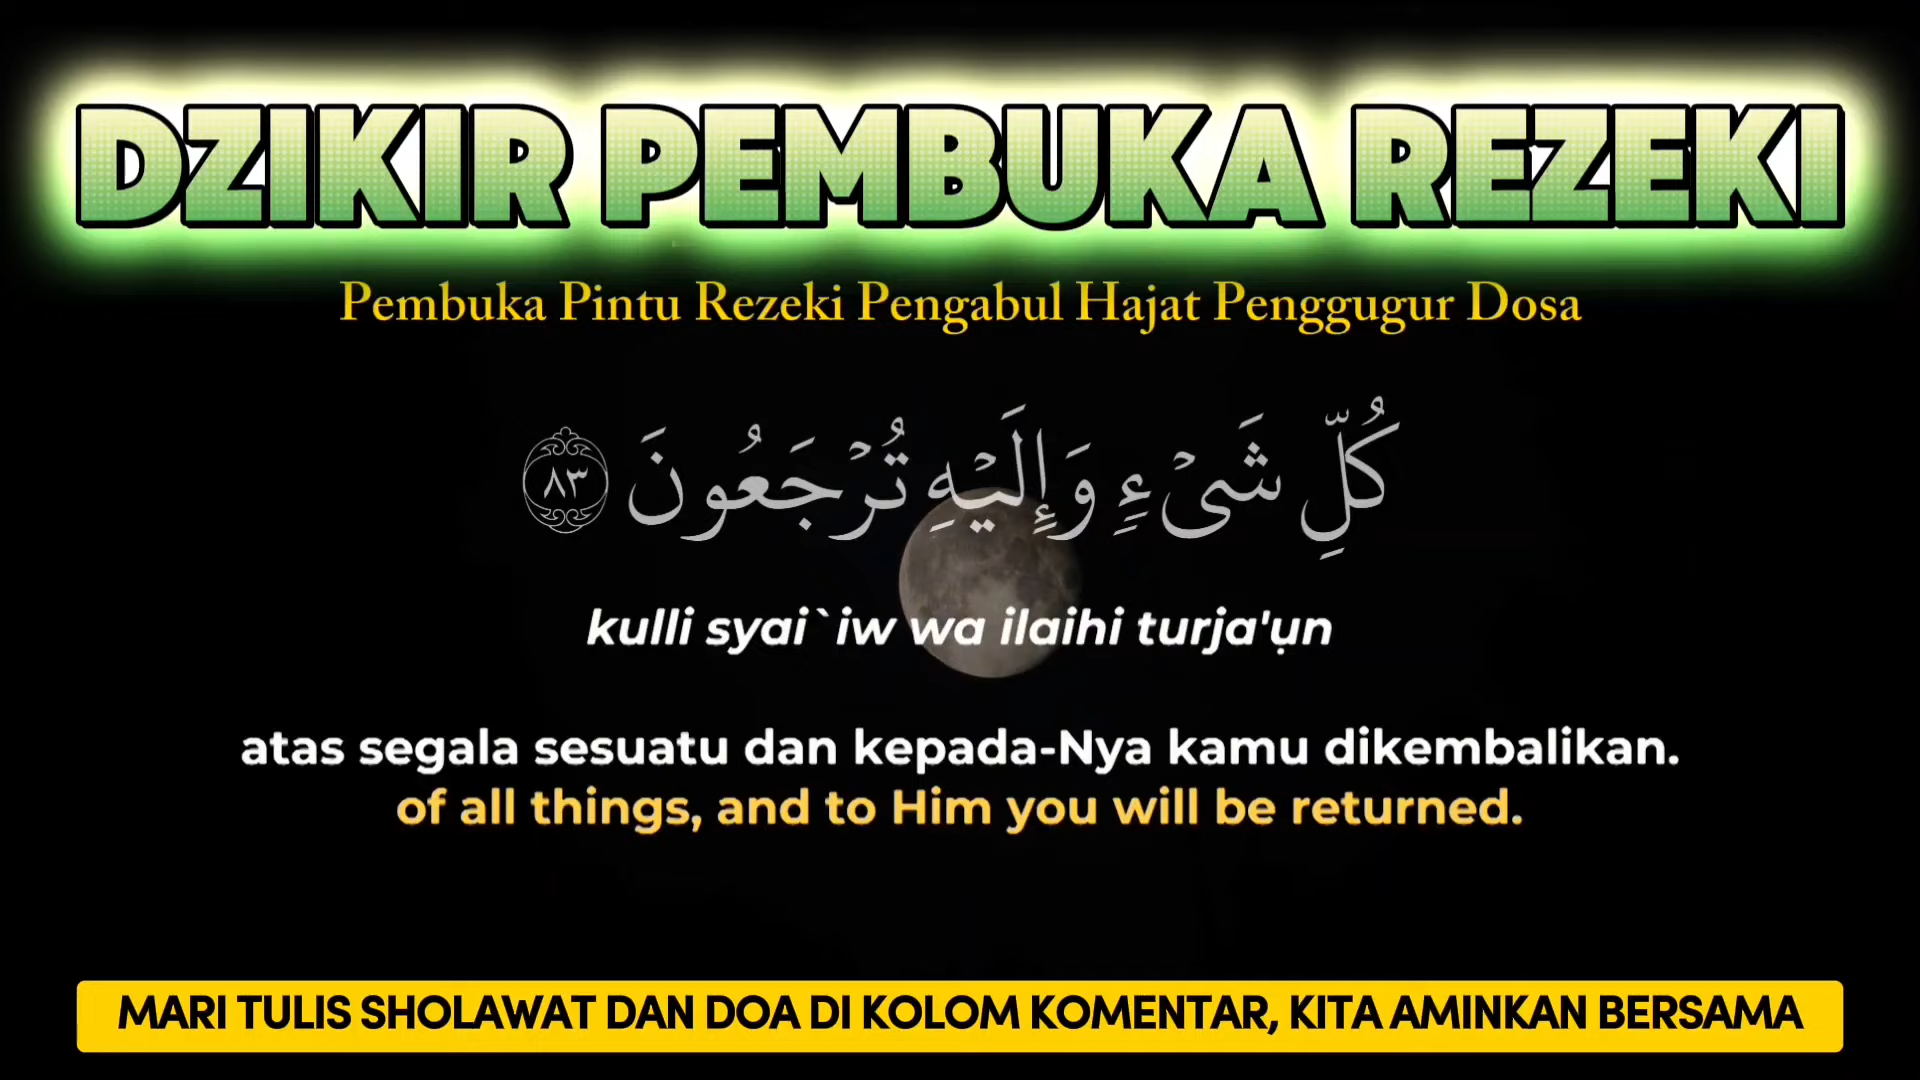 DZIKIR PEMBUKA REZEKI
Pembuka Pintu Rezeki Pengabul Hajat Penggugur Dosa
كُلِّ شَىْءٍ وَإِلَيْهِ تُرْجَعُونَ ٨٣
kulli syai`iw wa ilaihi turja'ụn
atas segala sesuatu dan kepada-Nya kamu dikembalikan.
of all things, and to Him you will be returned.
MARI TULIS SHOLAWAT DAN DOA DI KOLOM KOMENTAR, KITA AMINKAN BERSAMA